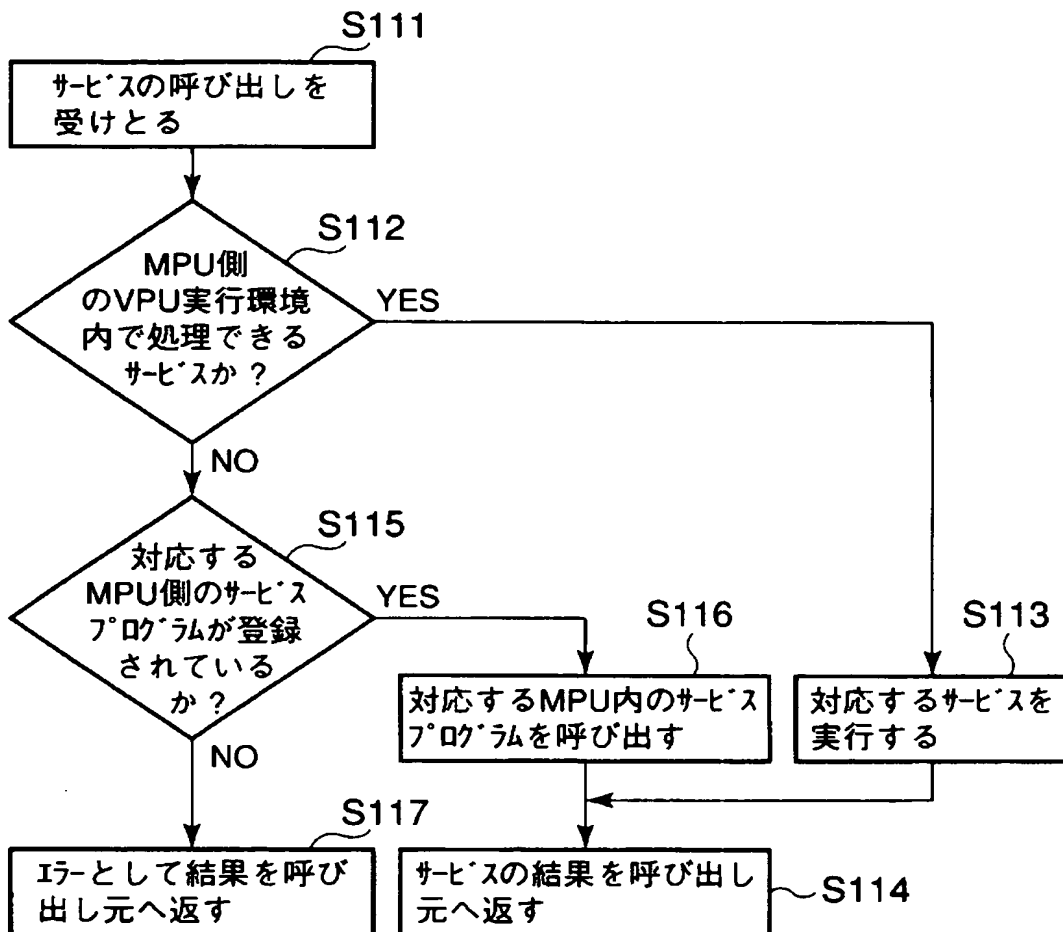 S111
サービスの呼び出しを
受けとる
S112
MPU側
のVPU実行環境
内で処理できる
サービスか?
YES
NO
S115
対応する
MPU側のサービス
プログラムが登録
されている
か?
YES
NO
S116
対応するMPU内のサービス
プログラムを呼び出す
S113
対応するサービスを
実行する
S117
エラーとして結果を呼び
出し元へ返す
サービスの結果を呼び出し
元へ返す
S114